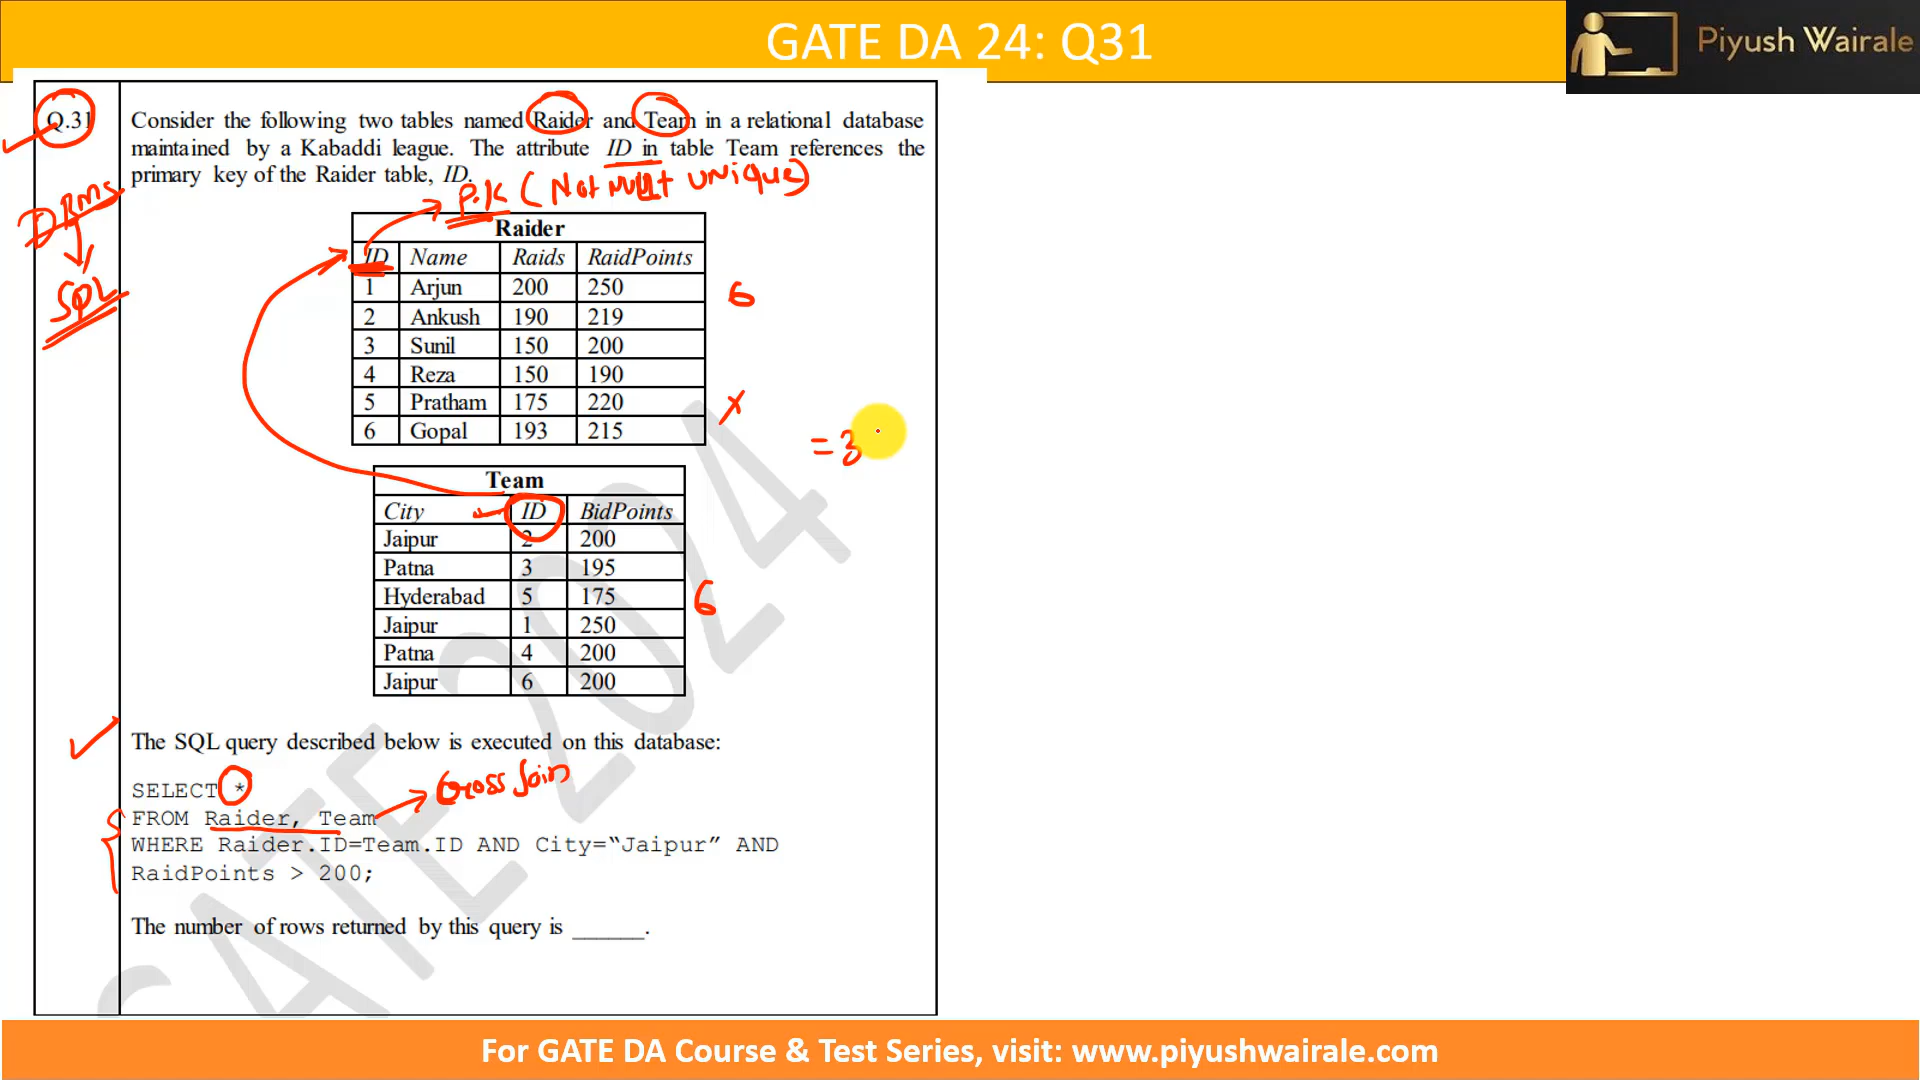 GATE DA 24: Q31
Piyush Wairale
Q.31
Consider the following two tables named Raider and Team in a relational database
maintained by a Kabaddi league. The attribute ID in table Team references the
primary key of the Raider table, ID.
P.K (Not null + unique)
DBMS
SQL
Raider
ID Name Raids RaidPoints
1 Arjun 200 250
2 Ankush 190 219
3 Sunil 150 200
4 Reza 150 190
5 Pratham 175 220
6 Gopal 193 215
6
x
= 3
Team
City ID BidPoints
Jaipur 2 200
Patna 3 195
Hyderabad 5 175
Jaipur 1 250
Patna 4 200
Jaipur 6 200
6
The SQL query described below is executed on this database:
SELECT *
FROM Raider, Team
Cross Join
WHERE Raider.ID=Team.ID AND City=“Jaipur” AND
RaidPoints > 200;
The number of rows returned by this query is ______.
GATE 2024
For GATE DA Course & Test Series, visit: www.piyushwairale.com